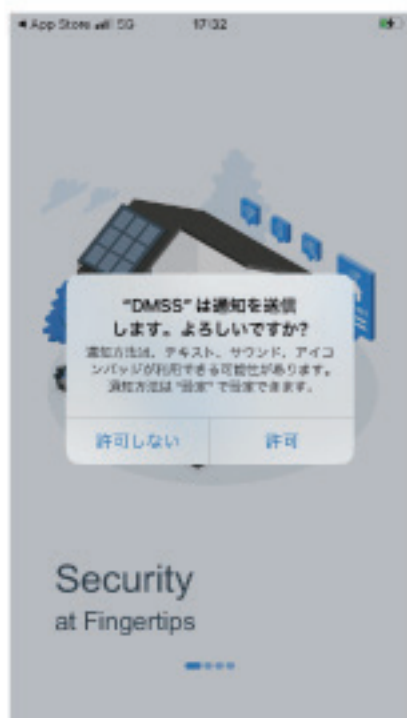 ◀ App Store 5G 17:32
"DMSS" は通知を送信
します。よろしいですか?
通知方法は、テキスト、サウンド、アイコ
ンバッジが利用できる可能性があります。
通知方法は "設定" で設定できます。
許可しない 許可
Security
at Fingertips